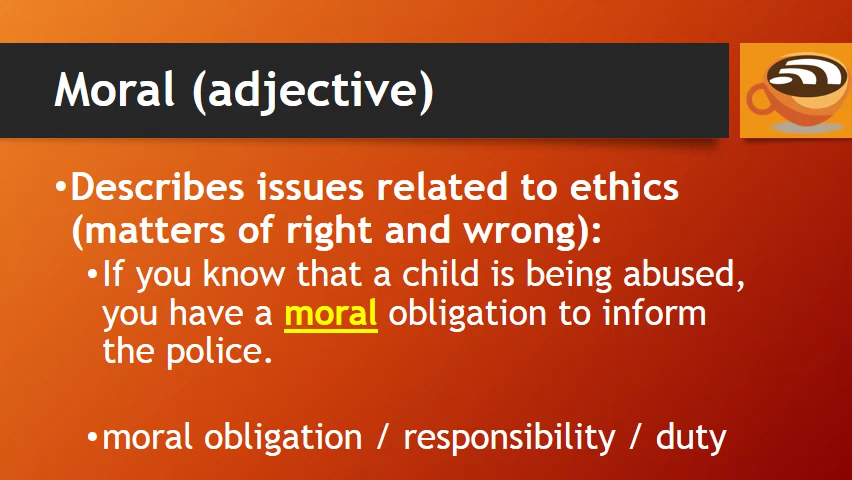 Moral (adjective)
•Describes issues related to ethics
(matters of right and wrong):
•If you know that a child is being abused,
you have a moral obligation to inform
the police.
•moral obligation / responsibility / duty